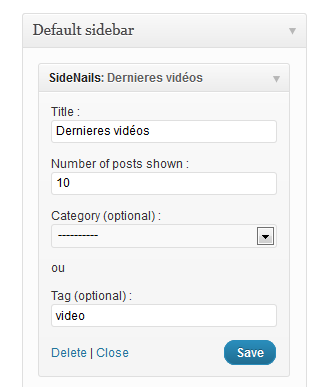 Default sidebar
SideNails: Dernieres vidéos
Title :
Dernieres vidéos
Number of posts shown :
10
Category (optional) :
----------
ou
Tag (optional) :
video
Delete | Close Save